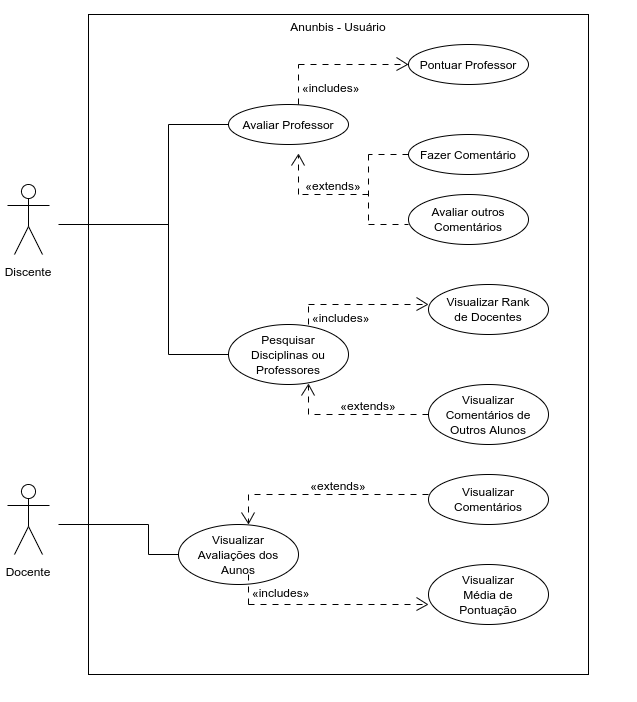 Anunbis - Usuário
Pontuar Professor
«includes»
Avaliar Professor
Fazer Comentário
«extends»
Avaliar outros
Comentários
Discente
Visualizar Rank
de Docentes
«includes»
Pesquisar
Disciplinas ou
Professores
Visualizar
Comentários de
Outros Alunos
«extends»
«extends»
Visualizar
Comentários
Visualizar
Avaliações dos
Aunos
Docente
«includes»
Visualizar
Média de
Pontuação